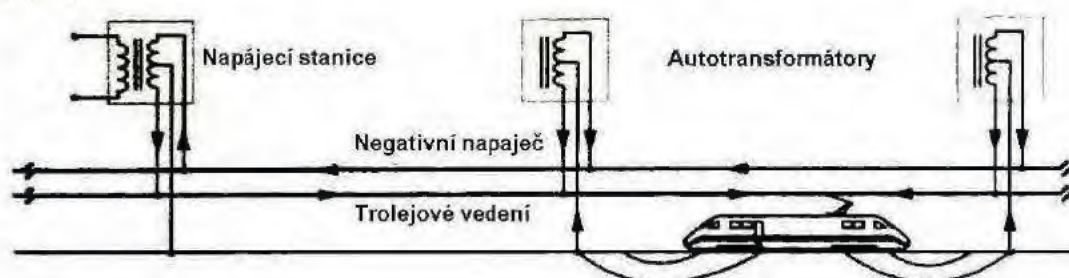 Napájecí stanice
Autotransformátory
Negativní napaječ
Trolejové vedení